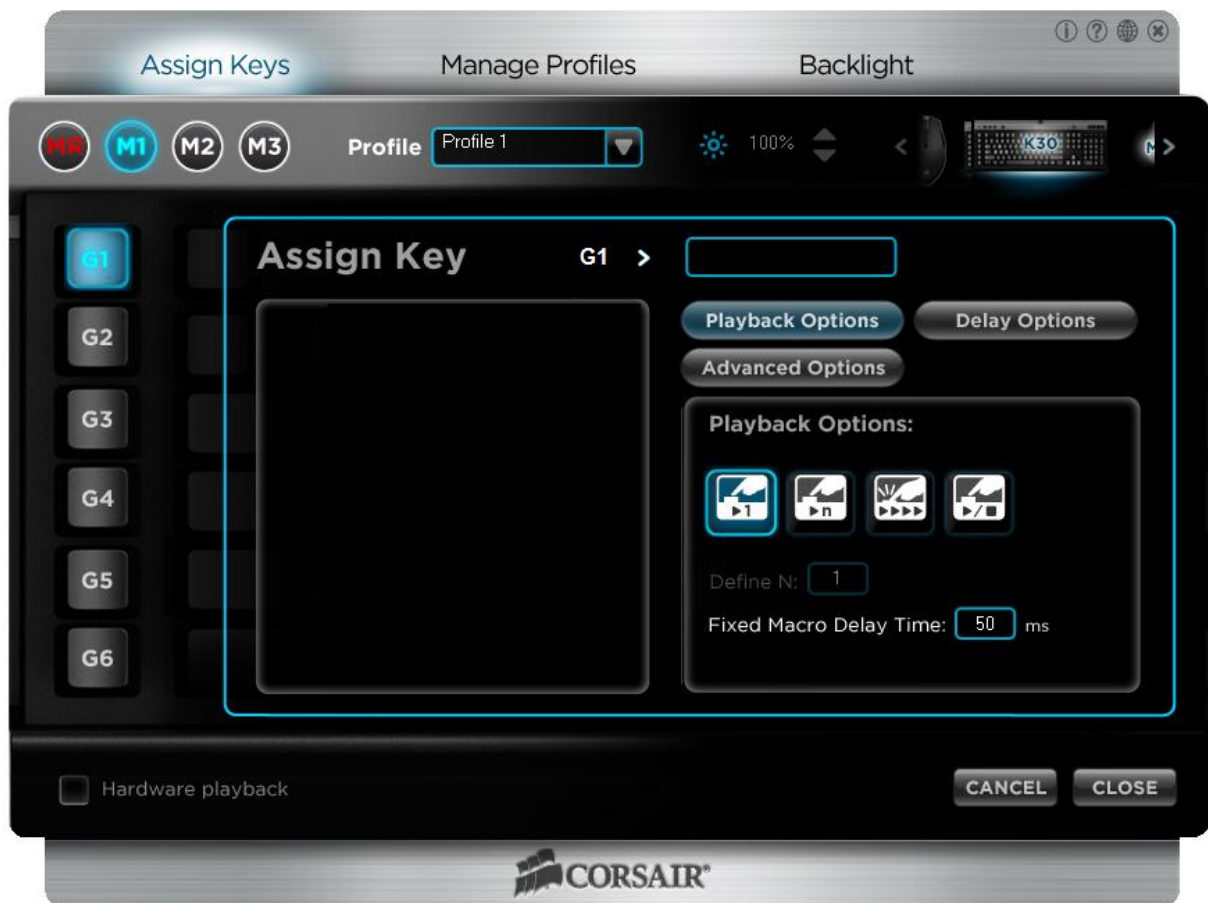 Assign Keys
Manage Profiles
Backlight
MR M1 M2 M3 Profile Profile 1 100% K30
G1
Assign Key G1 >
G2
Playback Options Delay Options
Advanced Options
G3
Playback Options:
G4
▶1 ▶n
G5
Define N: 1
Fixed Macro Delay Time: 50 ms
G6
Hardware playback
CANCEL CLOSE
CORSAIR®